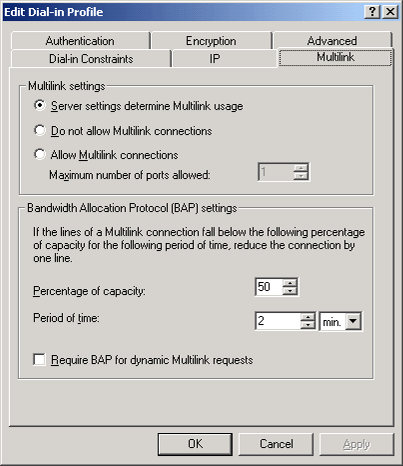 Edit Dial-in Profile
Authentication Encryption Advanced
Dial-in Constraints IP Multilink
Multilink settings
Server settings determine Multilink usage
Do not allow Multilink connections
Allow Multilink connections
Maximum number of ports allowed: 1
Bandwidth Allocation Protocol (BAP) settings
If the lines of a Multilink connection fall below the following percentage
of capacity for the following period of time, reduce the connection by
one line.
Percentage of capacity: 50
Period of time: 2 min.
Require BAP for dynamic Multilink requests
OK Cancel Apply